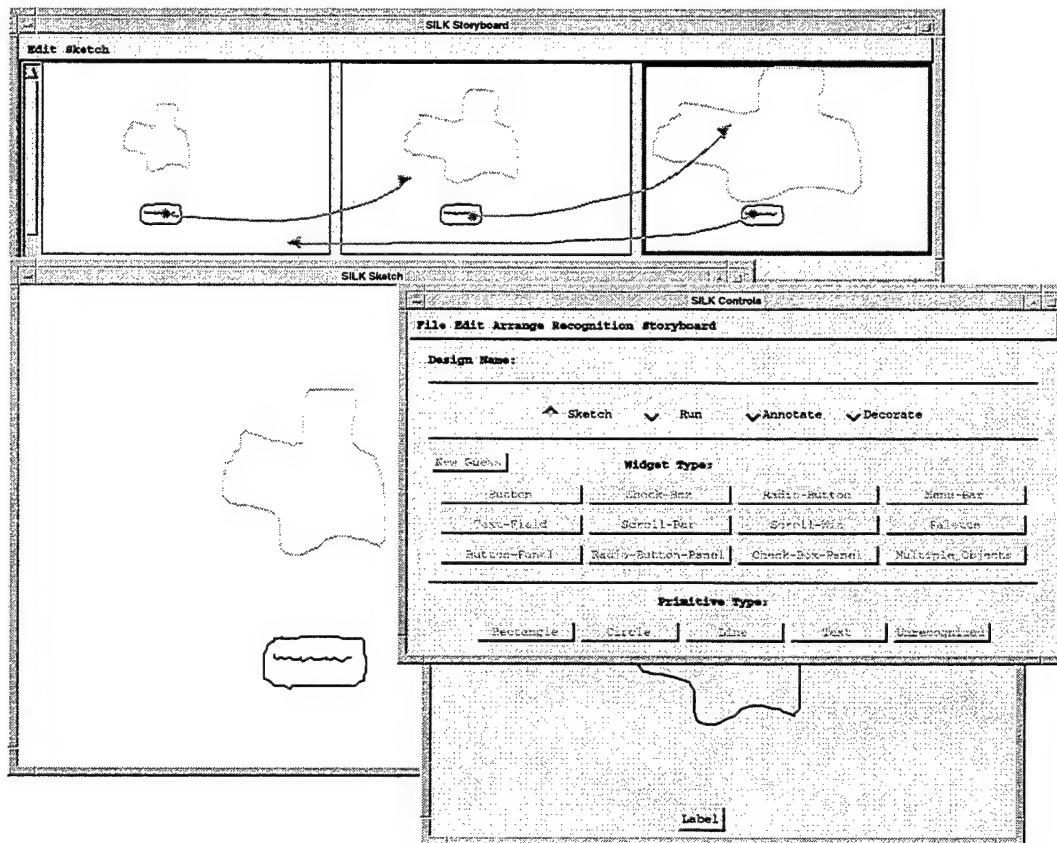 SILK Storyboard
Edit Sketch
SILK Sketch
SILK Controls
File Edit Arrange Recognition Storyboard
Design Name:
Sketch Run Annotate Decorate
New Guess
Widget Type:
Button Check-Box Radio-Button Menu-Bar
Text-Field Scroll-Bar Scroll-Win Palette
Button-Panel Radio-Button-Panel Check-Box-Panel Multiple Objects
Primitive Type:
Rectangle Circle Line Text Unrecognized
Label